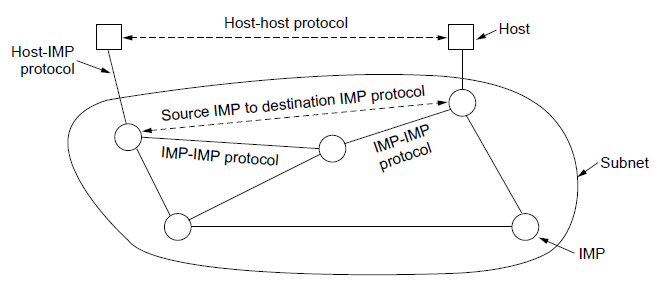 Host-host protocol
Host
Host-IMP
protocol
Source IMP to destination IMP protocol
IMP-IMP protocol
IMP-IMP
protocol
Subnet
IMP